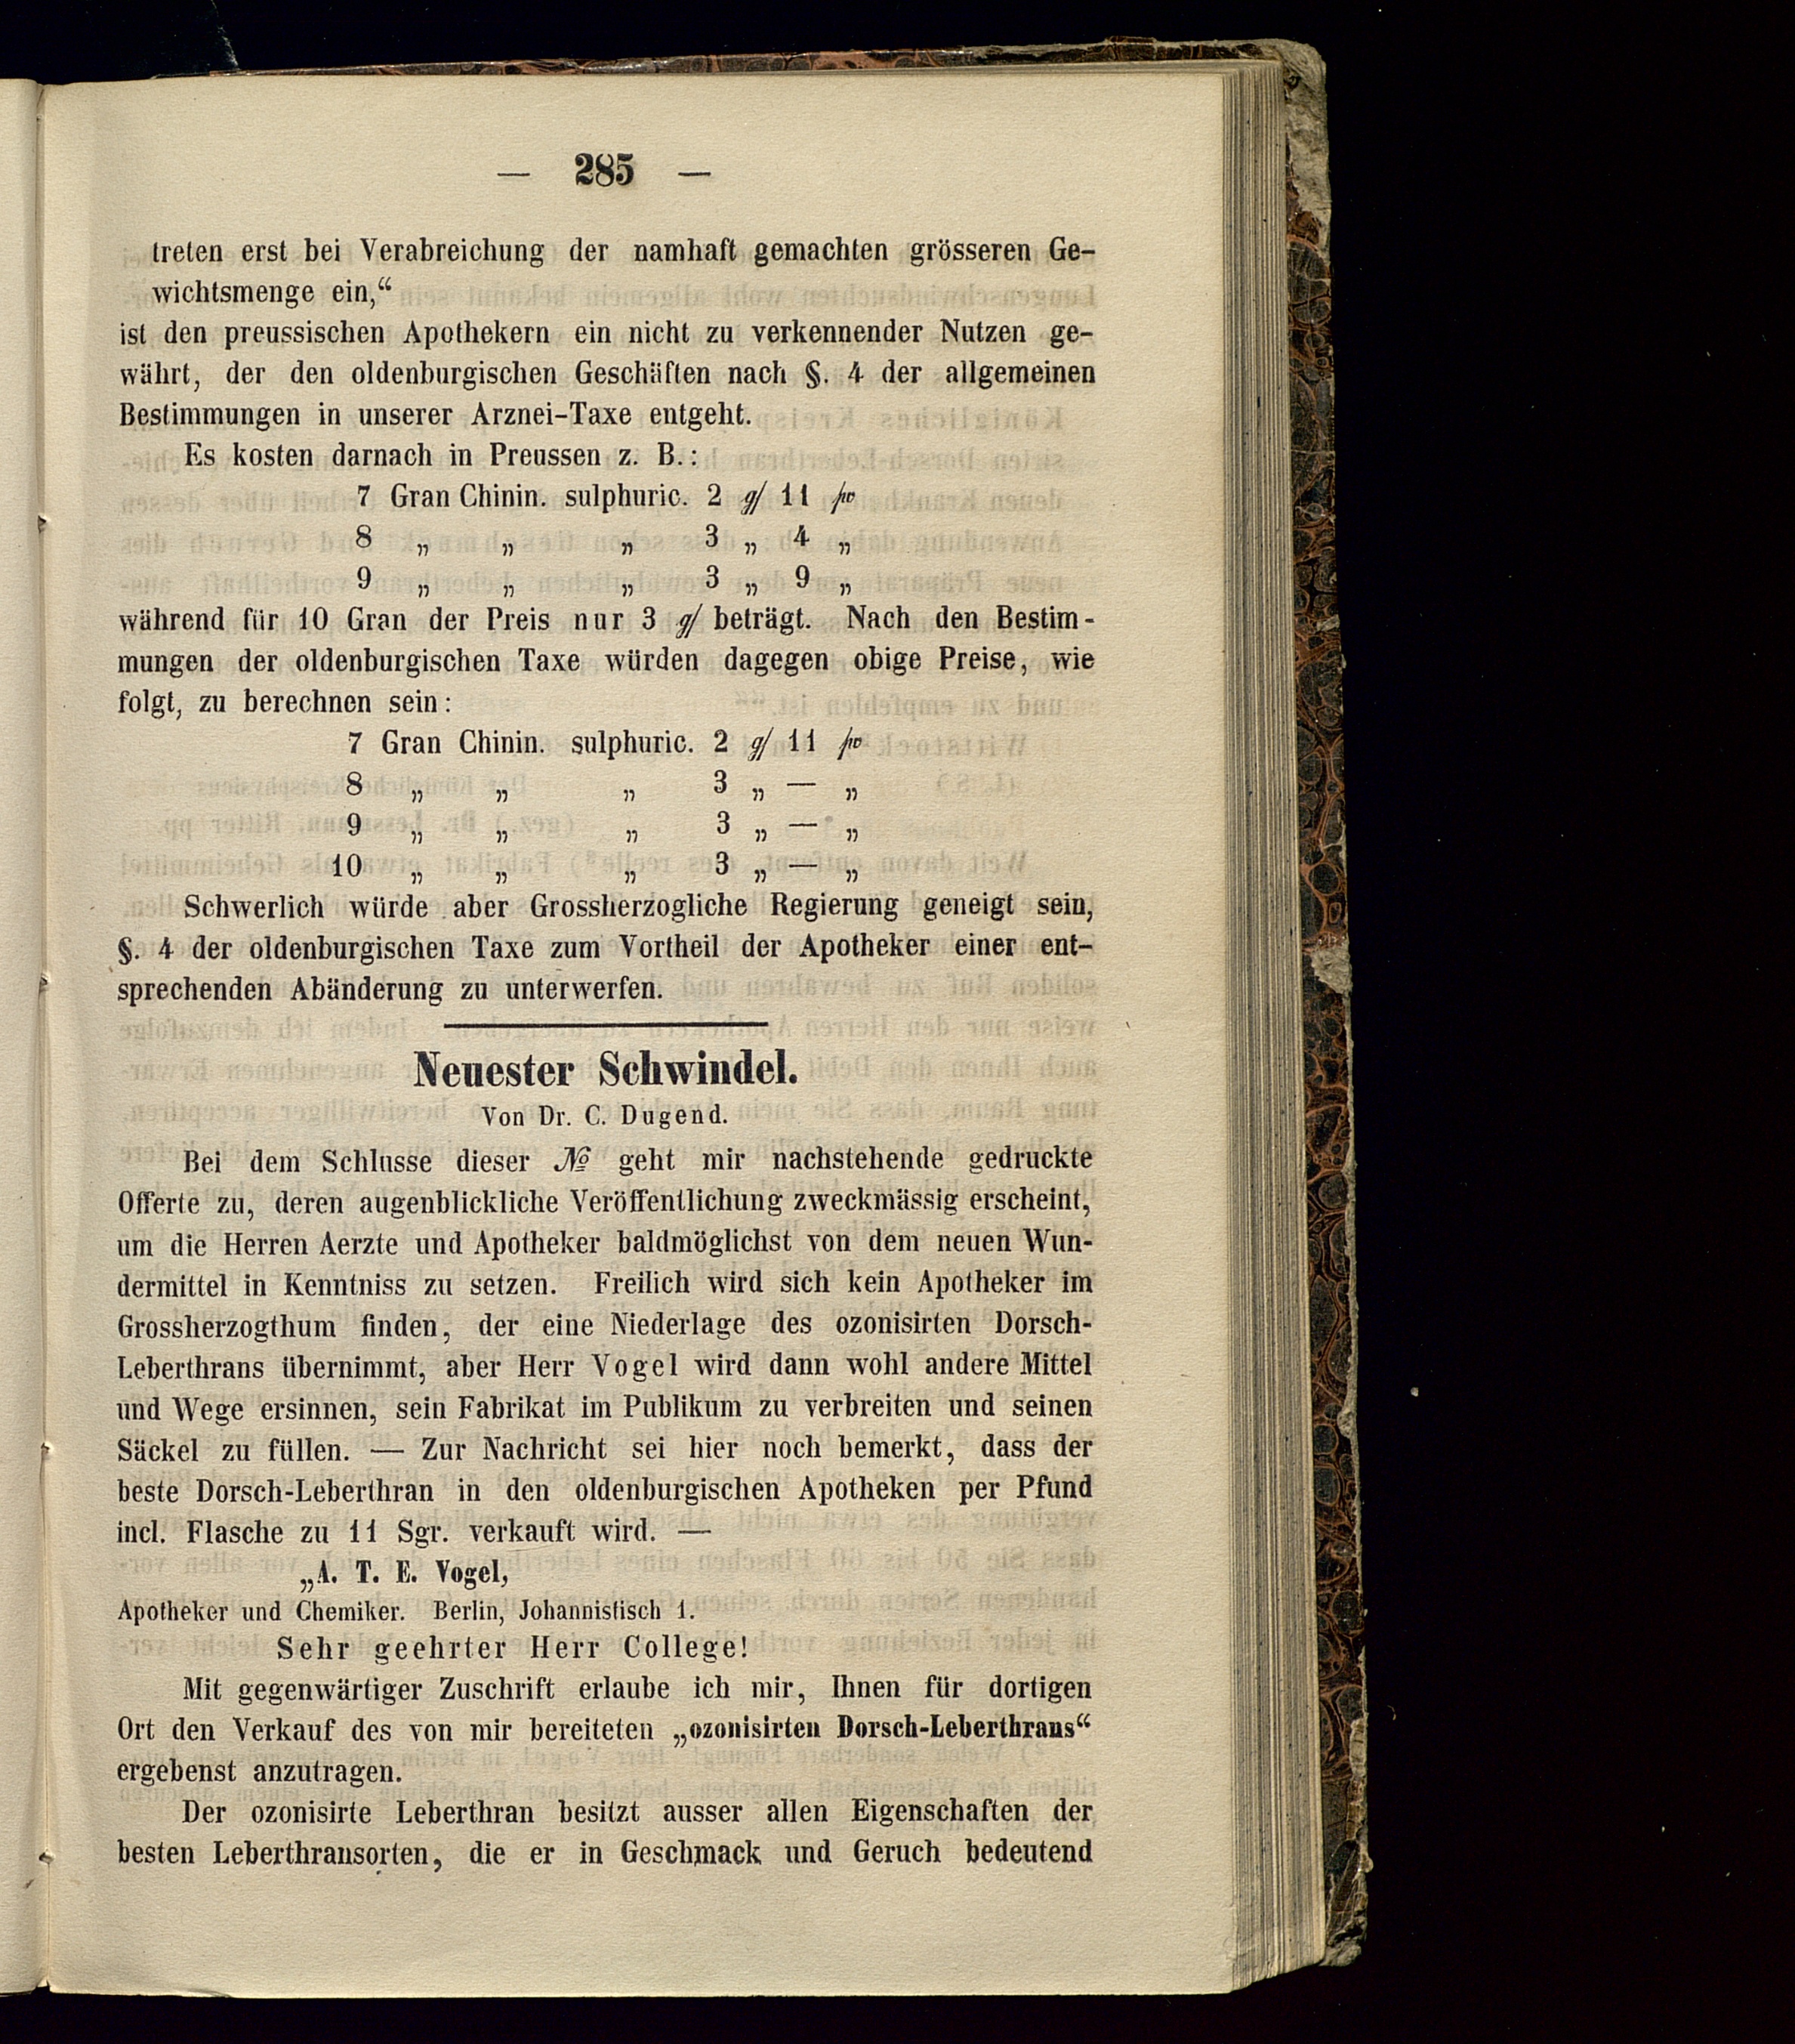 — 285 —
treten erst bei Verabreichung der namhaft gemachten grösseren Ge-
wichtsmenge ein,“
ist den preussischen Apothekern ein nicht zu verkennender Nutzen ge-
währt, der den oldenburgischen Geschäften nach §. 4 der allgemeinen
Bestimmungen in unserer Arznei-Taxe entgeht.
Es kosten darnach in Preussen z. B.:
7 Gran Chinin. sulphuric. 2 11
8 „ „ „ 3 „ 4 „
9 „ „ „ 3 „ 9 „
während für 10 Gran der Preis nur 3 beträgt. Nach den Bestim-
mungen der oldenburgischen Taxe würden dagegen obige Preise, wie
folgt, zu berechnen sein:
7 Gran Chinin. sulphuric. 2 11
8 „ „ „ 3 „ — „
9 „ „ „ 3 „ — „
10 „ „ „ 3 „ — „
Schwerlich würde aber Grossherzogliche Regierung geneigt sein,
§. 4 der oldenburgischen Taxe zum Vortheil der Apotheker einer ent-
sprechenden Abänderung zu unterwerfen.
Neuester Schwindel.
Von Dr. C. Dugend.
Bei dem Schlusse dieser № geht mir nachstehende gedruckte
Offerte zu, deren augenblickliche Veröffentlichung zweckmässig erscheint,
um die Herren Aerzte und Apotheker baldmöglichst von dem neuen Wun-
dermittel in Kenntniss zu setzen. Freilich wird sich kein Apotheker im
Grossherzogthum finden, der eine Niederlage des ozonisirten Dorsch-
Leberthrans übernimmt, aber Herr Vogel wird dann wohl andere Mittel
und Wege ersinnen, sein Fabrikat im Publikum zu verbreiten und seinen
Säckel zu füllen. — Zur Nachricht sei hier noch bemerkt, dass der
beste Dorsch-Leberthran in den oldenburgischen Apotheken per Pfund
incl. Flasche zu 11 Sgr. verkauft wird. —
„A. T. E. Vogel,
Apotheker und Chemiker. Berlin, Johannistisch 1.
Sehr geehrter Herr College!
Mit gegenwärtiger Zuschrift erlaube ich mir, Ihnen für dortigen
Ort den Verkauf des von mir bereiteten „ozonisirten Dorsch-Leberthrans“
ergebenst anzutragen.
Der ozonisirte Leberthran besitzt ausser allen Eigenschaften der
besten Leberthransorten, die er in Geschmack und Geruch bedeutend